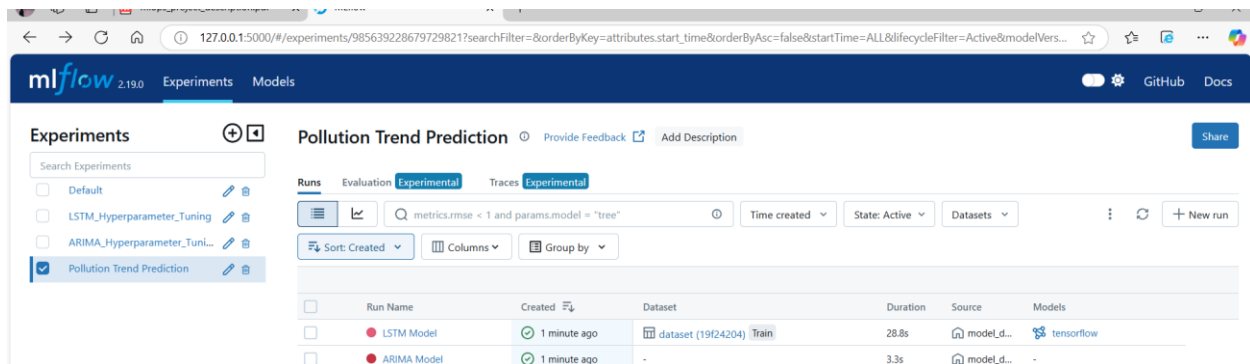 127.0.0.1:5000/#/experiments/985639228679729821?searchFilter=&orderByKey=attributes.start_time&orderByAsc=false&startTime=ALL&lifecycleFilter=Active&modelVers...
mlflow 2.19.0 Experiments Models GitHub Docs
Experiments
Search Experiments
Default
LSTM_Hyperparameter_Tuning
ARIMA_Hyperparameter_Tuni...
Pollution Trend Prediction
Pollution Trend Prediction Provide Feedback Add Description Share
Runs Evaluation Experimental Traces Experimental
metrics.rmse < 1 and params.model = "tree" Time created State: Active Datasets + New run
Sort: Created Columns Group by
Run Name Created Dataset Duration Source Models
LSTM Model 1 minute ago dataset (19f24204) Train 28.8s model_d... tensorflow
ARIMA Model 1 minute ago - 3.3s model_d... -